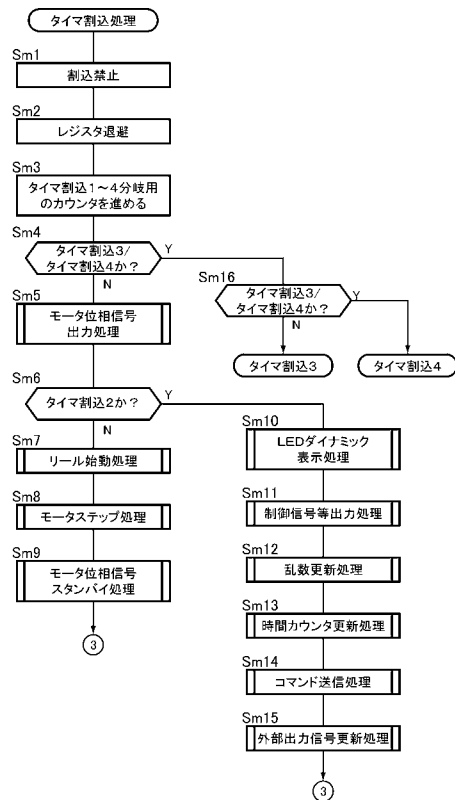 タイマ割込処理
Sm1
割込禁止
Sm2
レジスタ退避
Sm3
タイマ割込1～4分岐用
のカウンタを進める
Sm4
タイマ割込3/
タイマ割込4か？
Y
N
Sm16
タイマ割込3/
タイマ割込4か？
Y
N
タイマ割込3
タイマ割込4
Sm5
モータ位相信号
出力処理
Sm6
タイマ割込2か？
Y
N
Sm7
リール始動処理
Sm8
モータステップ処理
Sm9
モータ位相信号
スタンバイ処理
3
Sm10
LEDダイナミック
表示処理
Sm11
制御信号等出力処理
Sm12
乱数更新処理
Sm13
時間カウンタ更新処理
Sm14
コマンド送信処理
Sm15
外部出力信号更新処理
3